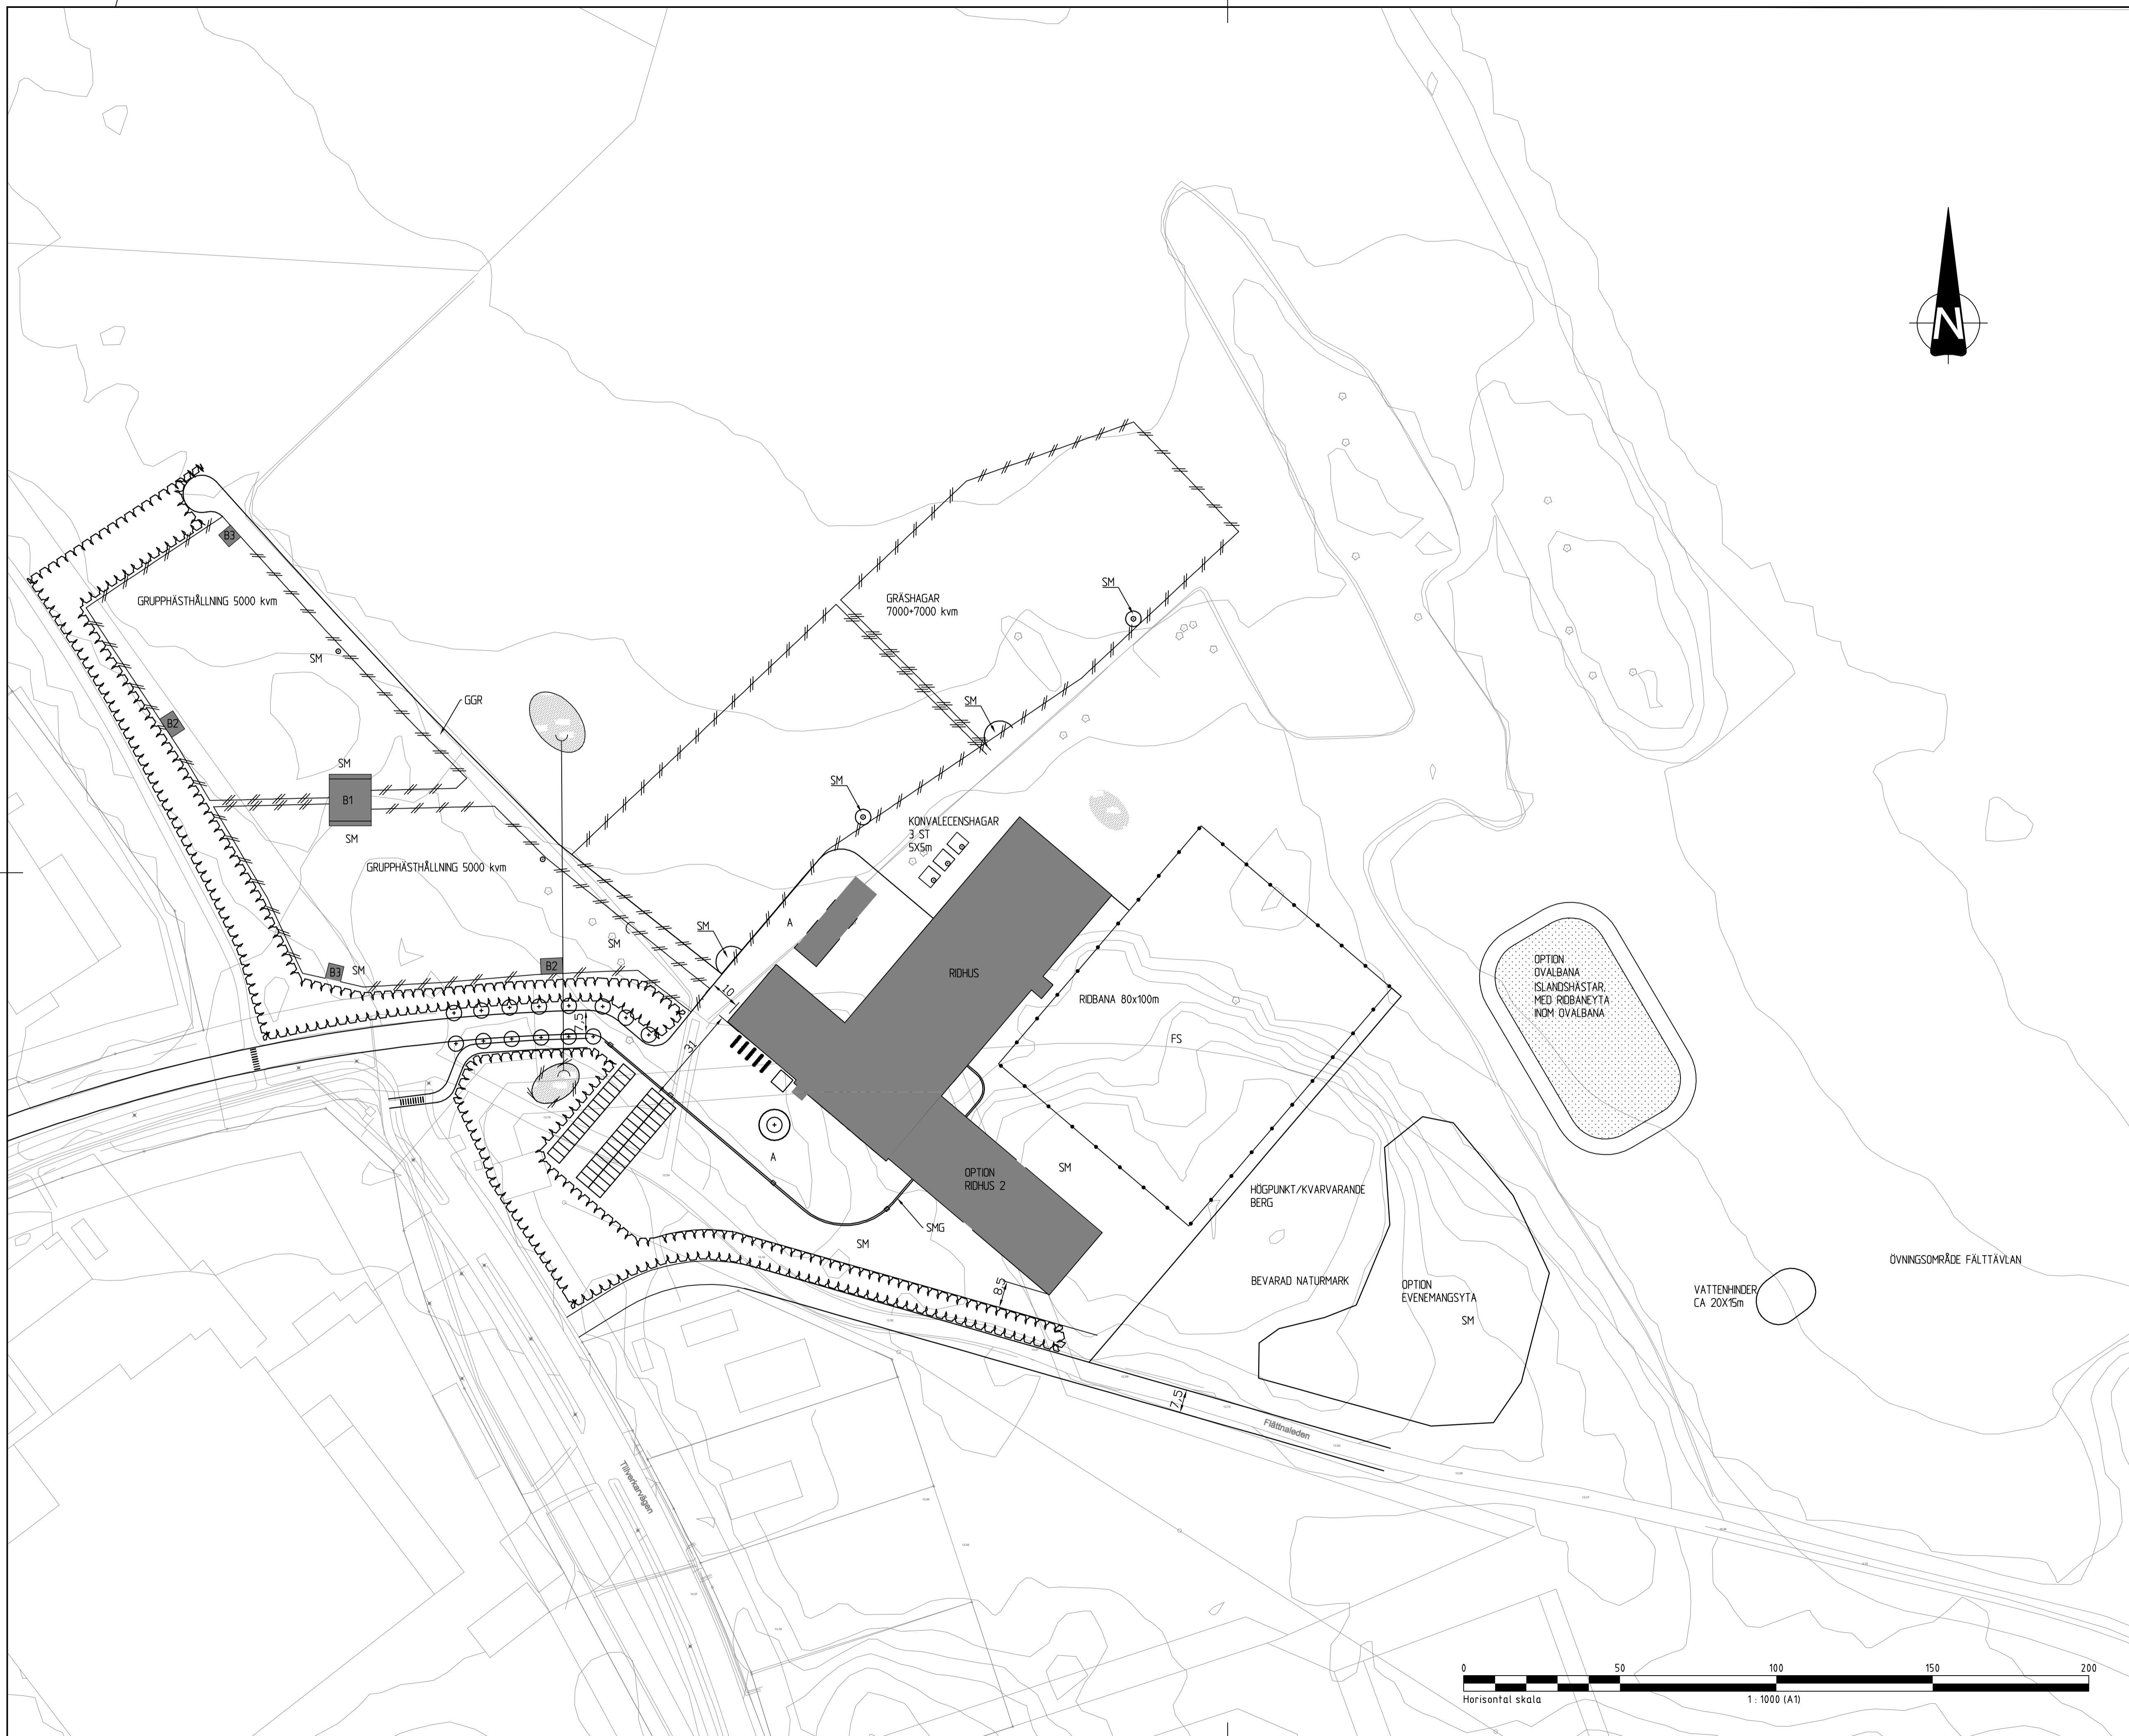 N
B3
GRUPPHÄSTHÅLLNING 5000 kvm
GRÄSHAGAR
7000+7000 kvm
SM
SM
GGR
SM
B2
SM
SM
B1
SM
KONVALECENSHAGAR
3 ST
5X5m
GRUPPHÄSTHÅLLNING 5000 kvm
A
SM
SM
B3
SM
B2
RIDHUS
10
RIDBANA 80x100m
OPTION
OVALBANA
ISLANDSHÄSTAR,
MED RIDBANEYTA
INOM OVALBANA
7,5
31
FS
A
OPTION
RIDHUS 2
SM
HÖGPUNKT/KVARVARANDE
BERG
SMG
SM
8,5
BEVARAD NATURMARK
OPTION
EVENEMANGSYTA
SM
VATTENHINDER
CA 20X15m
ÖVNINGSOMRÅDE FÄLTTÄVLAN
7,5
Flättnaleden
Tillverkarvägen
0 50 100 150 200
Horisontal skala 1 : 1000 (A1)